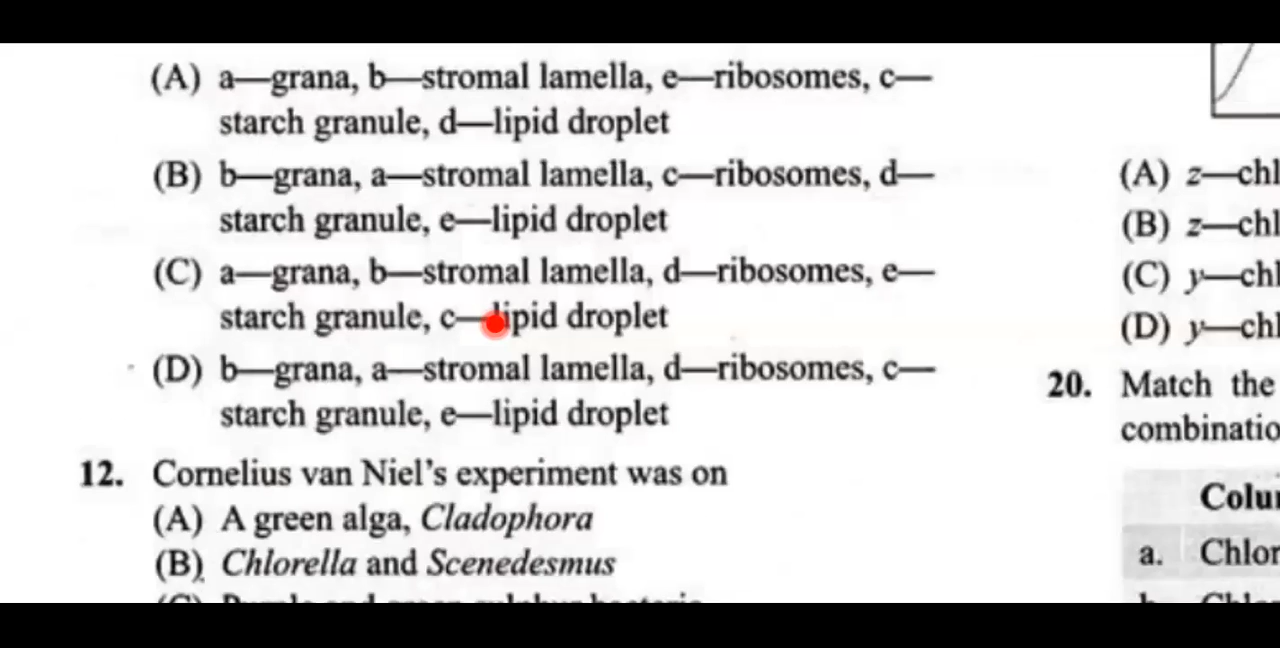 (A) a—grana, b—stromal lamella, e—ribosomes, c—
starch granule, d—lipid droplet
(B) b—grana, a—stromal lamella, c—ribosomes, d—
starch granule, e—lipid droplet
(C) a—grana, b—stromal lamella, d—ribosomes, e—
starch granule, c—lipid droplet
(D) b—grana, a—stromal lamella, d—ribosomes, c—
starch granule, e—lipid droplet
12. Cornelius van Niel's experiment was on
(A) A green alga, Cladophora
(B) Chlorella and Scenedesmus
(A) z—chl
(B) z—chl
(C) y—chl
(D) y—chl
20. Match the
combinatio
Colu
a. Chlor